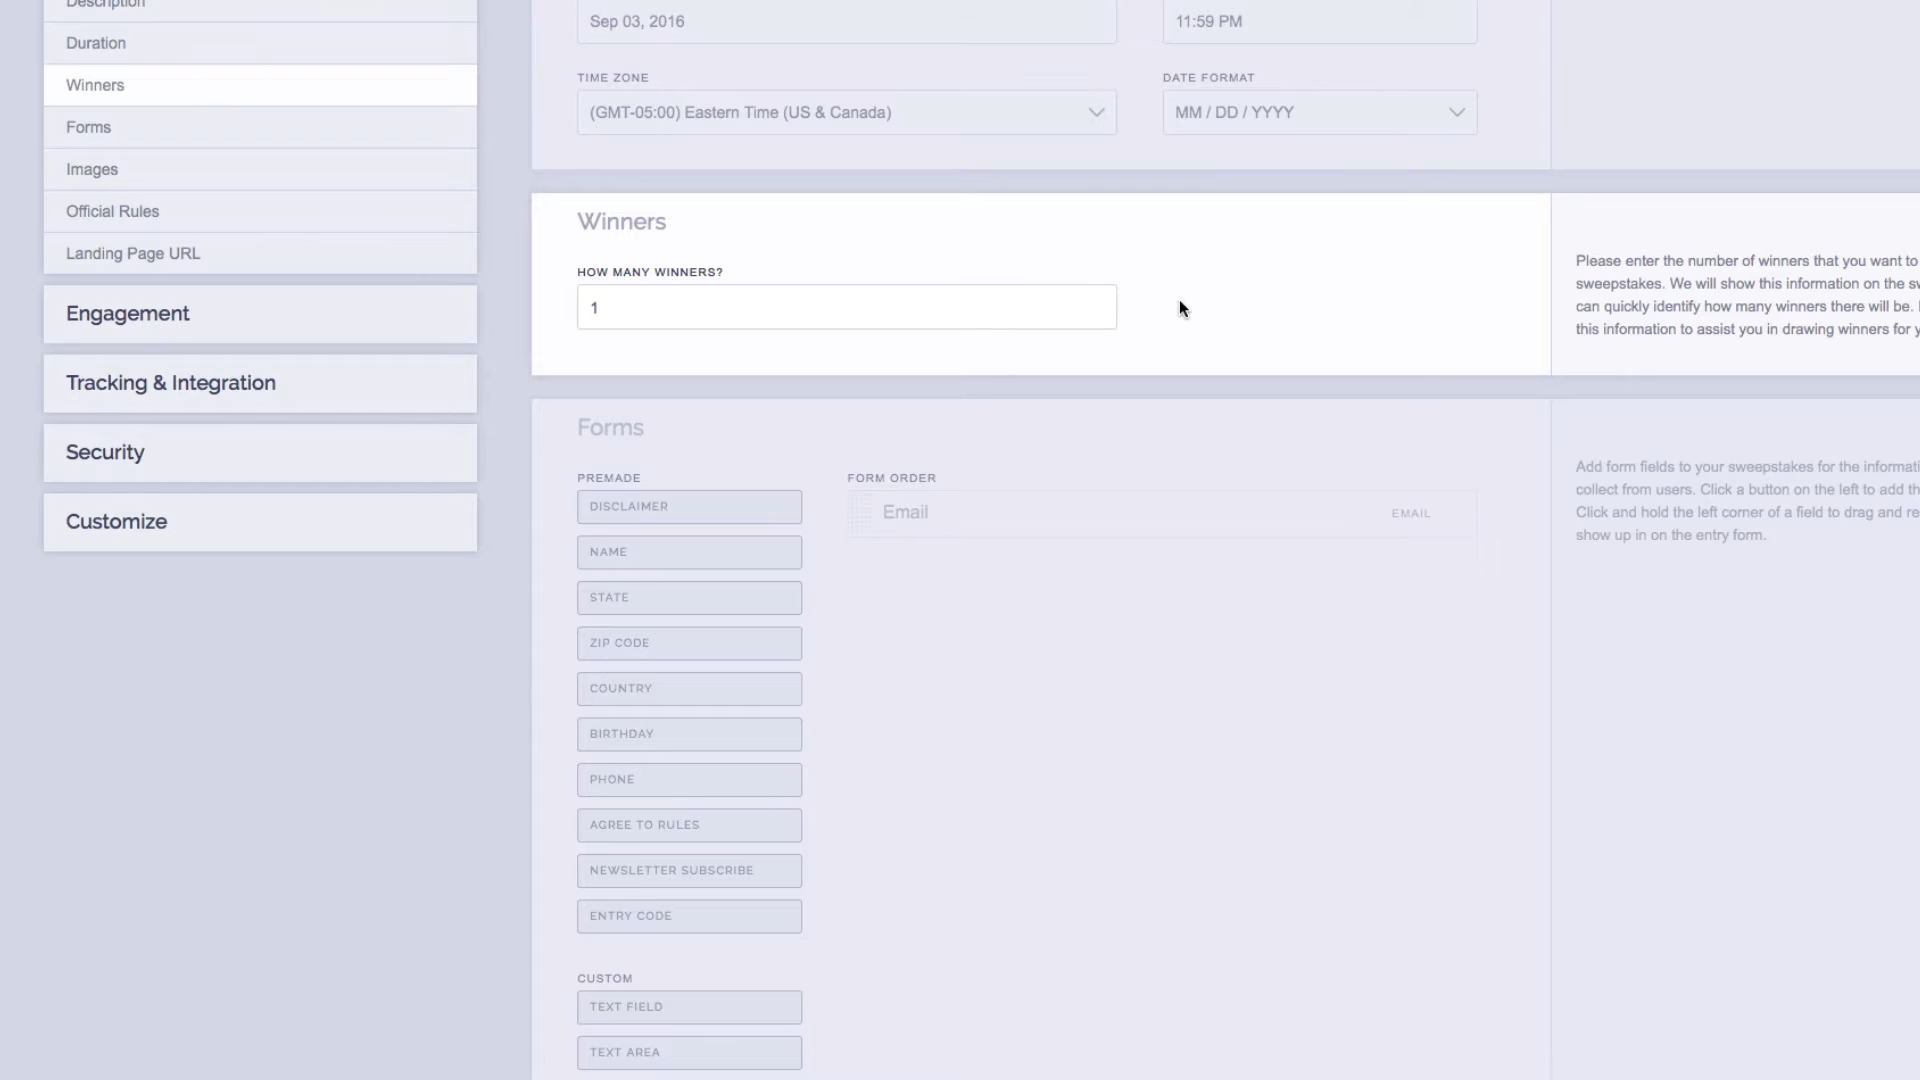 Description
Duration
Winners
Forms
Images
Official Rules
Landing Page URL
Engagement
Tracking & Integration
Security
Customize
Sep 03, 2016
11:59 PM
TIME ZONE
DATE FORMAT
(GMT-05:00) Eastern Time (US & Canada)
MM / DD / YYYY
Winners
HOW MANY WINNERS?
1
Please enter the number of winners that you want to
sweepstakes. We will show this information on the
can quickly identify how many winners there will be.
this information to assist you in drawing winners for
Forms
PREMADE
DISCLAIMER
NAME
STATE
ZIP CODE
COUNTRY
BIRTHDAY
PHONE
AGREE TO RULES
NEWSLETTER SUBSCRIBE
ENTRY CODE
CUSTOM
TEXT FIELD
TEXT AREA
FORM ORDER
Email
EMAIL
Add form fields to your sweepstakes for the
collect from users. Click a button on the left to add
Click and hold the left corner of a field to drag and
show up in on the entry form.